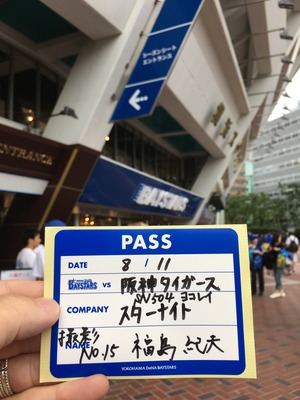 シーズンシート
エントランス
ENTRANCE
BAYSTARS
PASS
DATE 8 / 11
BAYSTARS vs 阪神タイガース
SN504 ヨコレイ
COMPANY スターナイト
撮影
NAME No.15 福島 紀夫
YOKOHAMA DeNA BAYSTARS